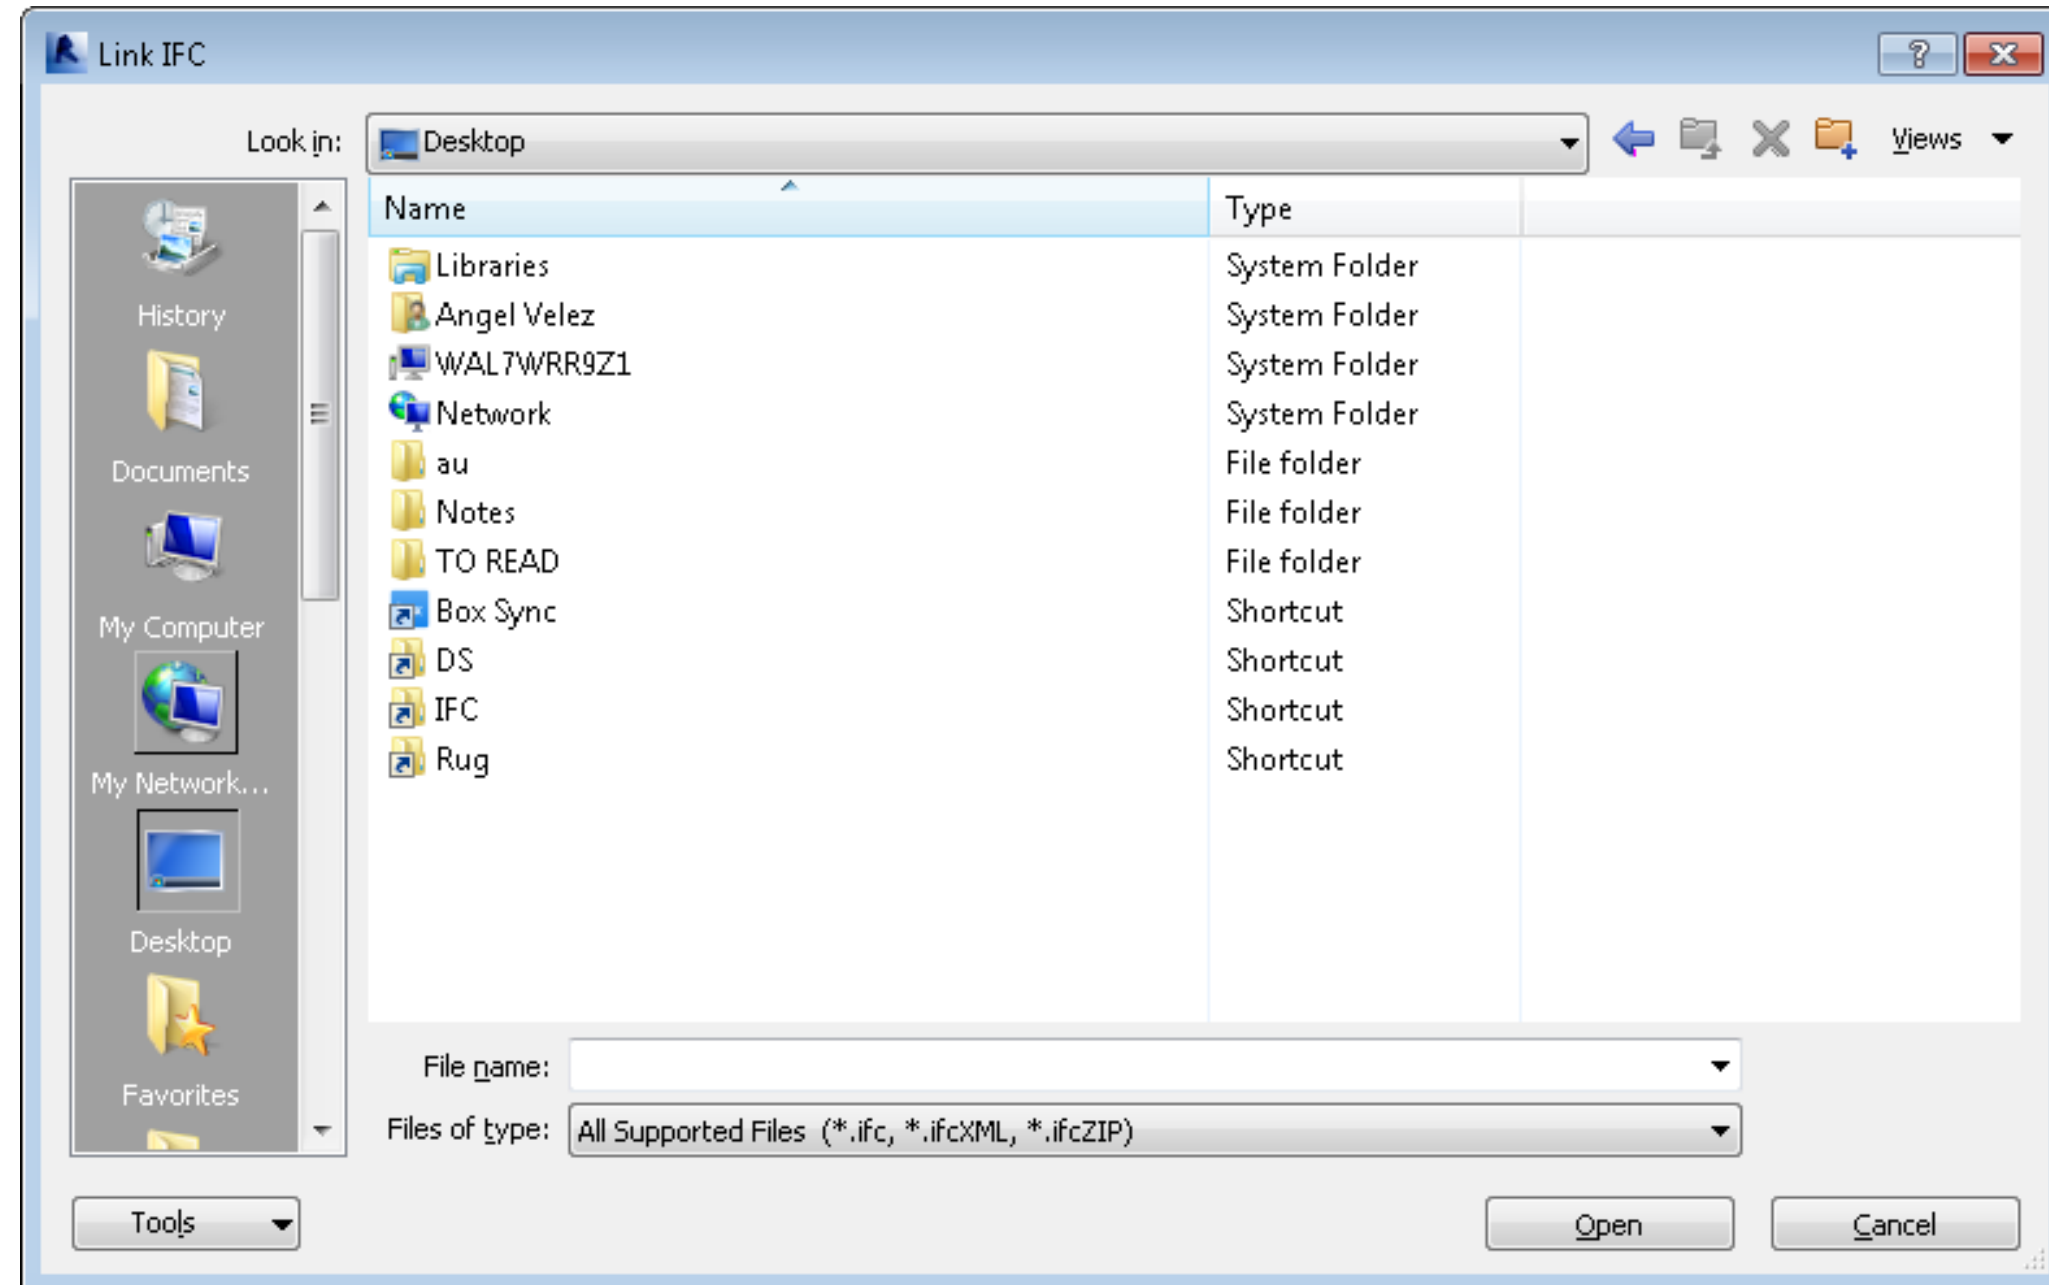 Link IFC
Look in: Desktop Views
Name Type
Libraries System Folder
Angel Velez System Folder
WAL7WRR9Z1 System Folder
Network System Folder
au File folder
Notes File folder
TO READ File folder
Box Sync Shortcut
DS Shortcut
IFC Shortcut
Rug Shortcut
History
Documents
My Computer
My Network...
Desktop
Favorites
File name:
Files of type: All Supported Files (*.ifc, *.ifcXML, *.ifcZIP)
Tools Open Cancel